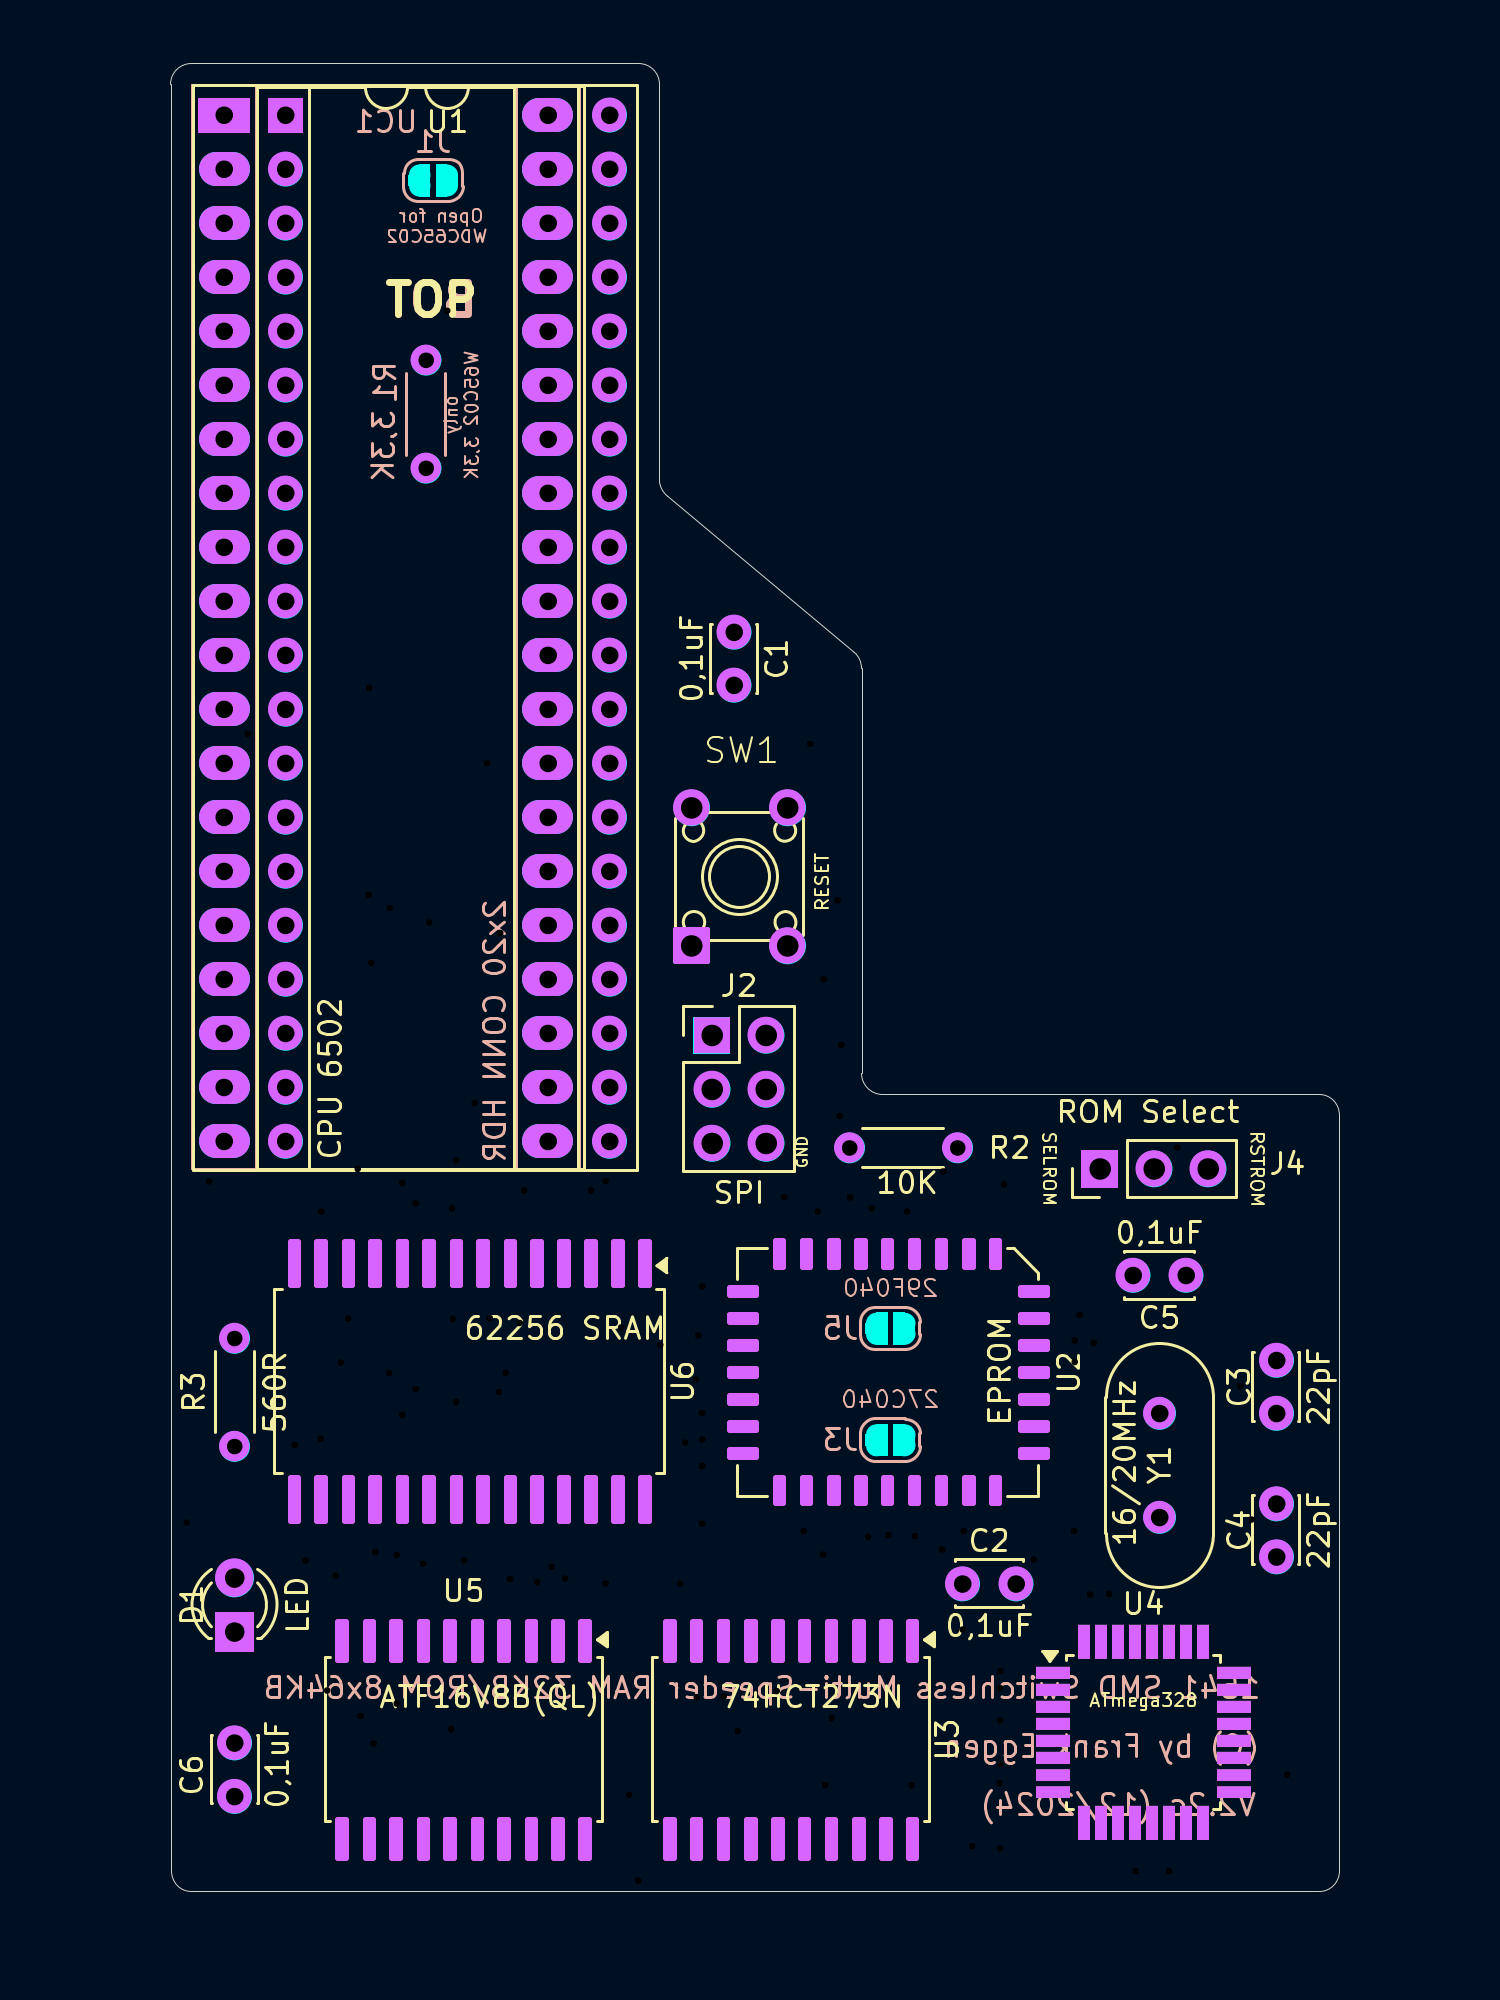 UC1
U1
J1
Open for
WDC65C02
TOP
R1 3,3K
W65C02 3,3K
only
0,1uF
C1
SW1
RESET
2x20 CONN HDR
CPU 6502
J2
GND
SPI
R2
10K
ROM Select
SELROM
RSTROM
J4
0,1uF
C5
29F040
J5
27C040
J3
EPROM
U2
62256 SRAM
U6
R3
560R
C3
22pF
16/20MHz
Y1
C4
22pF
C2
0,1uF
D1
LED
U5
U4
1541 SMD Switchless Multi-Speeder RAM 32KB/ROM 8x64KB
ATF16V8B(QL)
74HCT273N
ATmega328
U3
by Frank Eggen
V2.2c (12/2024)
C6
0,1uF